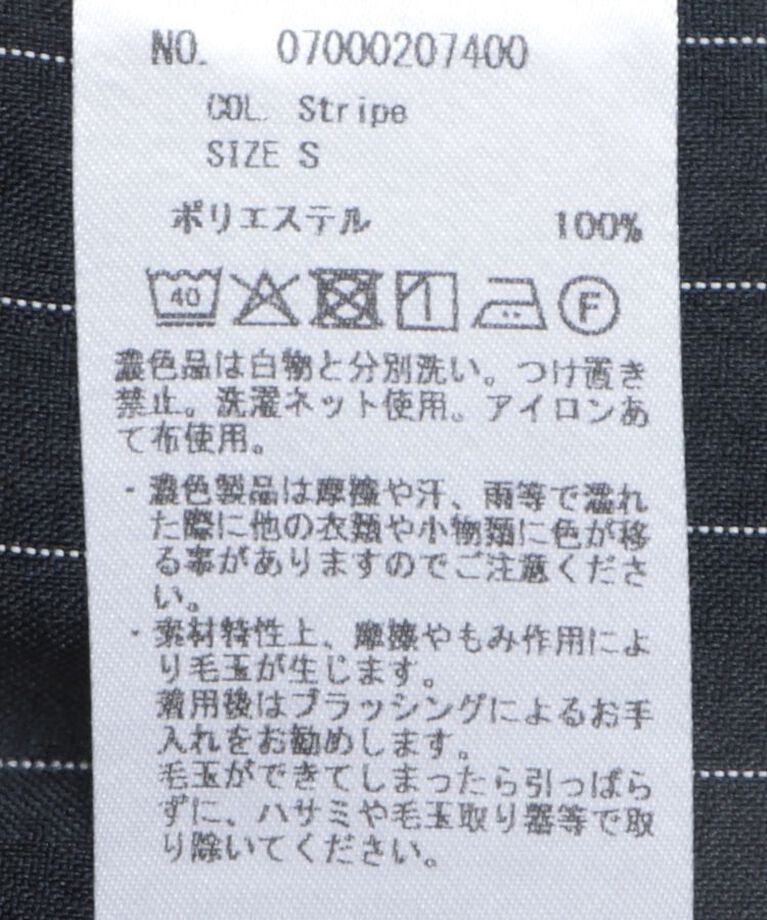 NO. 07000207400
COL. Stripe
SIZE S
ポリエステル 100%
40 F
濃色品は白物と分別洗い。つけ置き
禁止。洗濯ネット使用。アイロンあ
て布使用。
・濃色製品は摩擦や汗、雨等で濡れ
た際に他の衣類や小物類に色が移
る事がありますのでご注意くださ
い。
・素材特性上、摩擦やもみ作用によ
り毛玉が生じます。
着用後はブラッシングによるお手
入れをお勧めします。
毛玉ができてしまったら引っぱら
ずに、ハサミや毛玉取り器等で取
り除いてください。